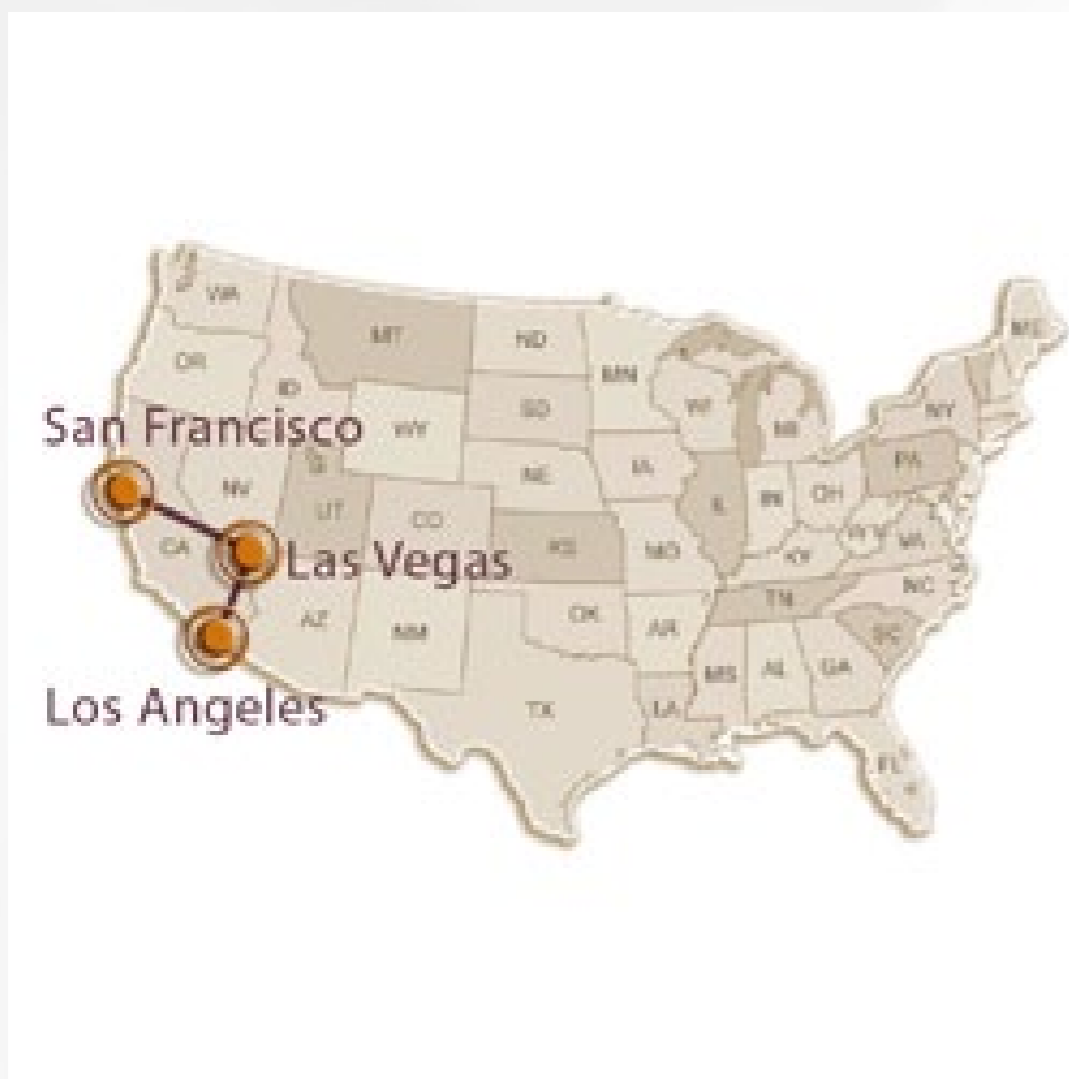 WA
MT
ND
MN
ME
OR
ID
SD
WI
MI
NY
San Francisco
WY
NE
IA
PA
NV
UT
CO
IL
IN
OH
CA
Las Vegas
KS
MO
KY
WV
VA
AZ
NM
OK
AR
TN
NC
SC
Los Angeles
TX
LA
MS
AL
GA
FL